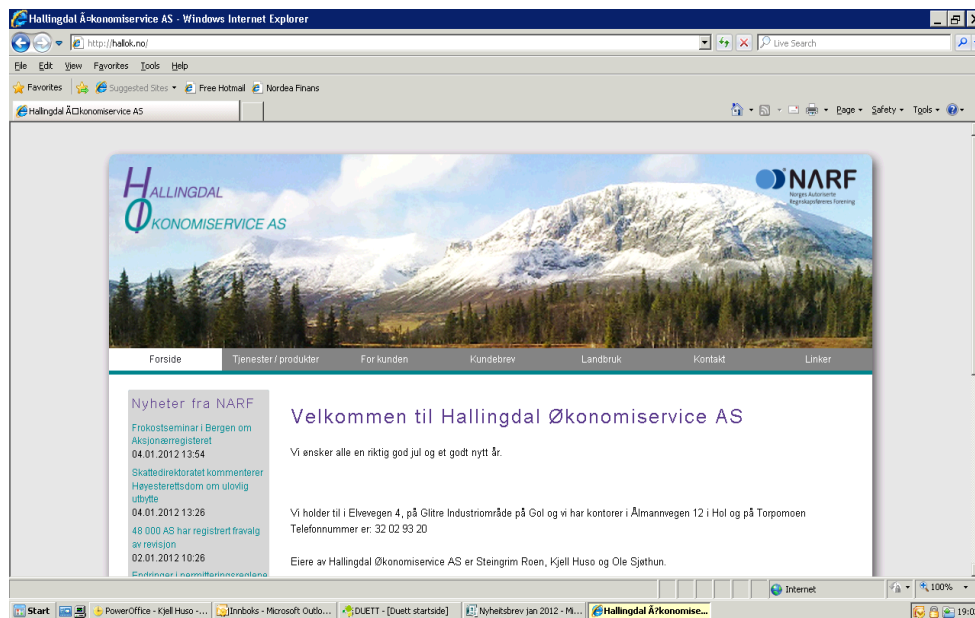 Hallingdal Ã¤konomiservice AS - Windows Internet Explorer
http://hallok.no/
Live Search
File Edit View Favorites Tools Help
Favorites Suggested Sites Free Hotmail Nordea Finans
Hallingdal Ã□konomiservice AS
Page Safety Tools
HALLINGDAL
ØKONOMISERVICE AS
NARF
Norges Autoriserte
Regnskapsføreres Forening
Forside Tjenester / produkter For kunden Kundebrev Landbruk Kontakt Linker
Nyheter fra NARF
Frokostseminar i Bergen om
Aksjonærregisteret
04.01.2012 13:54
Skattedirektoratet kommenterer
Høyesterettsdom om ulovlig
utbytte
04.01.2012 13:26
48 000 AS har registrert fravalg
av revisjon
02.01.2012 10:26
Endringer i permitteringsreglene
Velkommen til Hallingdal Økonomiservice AS
Vi ønsker alle en riktig god jul og et godt nytt år.
Vi holder til i Elvevegen 4, på Glitre Industriområde på Gol og vi har kontorer i Ålmannvegen 12 i Hol og på Torpomoen
Telefonnummer er: 32 02 93 20
Eiere av Hallingdal Økonomiservice AS er Steingrim Roen, Kjell Huso og Ole Sjøthun.
Internet 100%
Start PowerOffice - Kjell Huso -... Innboks - Microsoft Outlo... DUETT - [Duett startside] Nyheitsbrev jan 2012 - Mi... Hallingdal Ã?konomise...